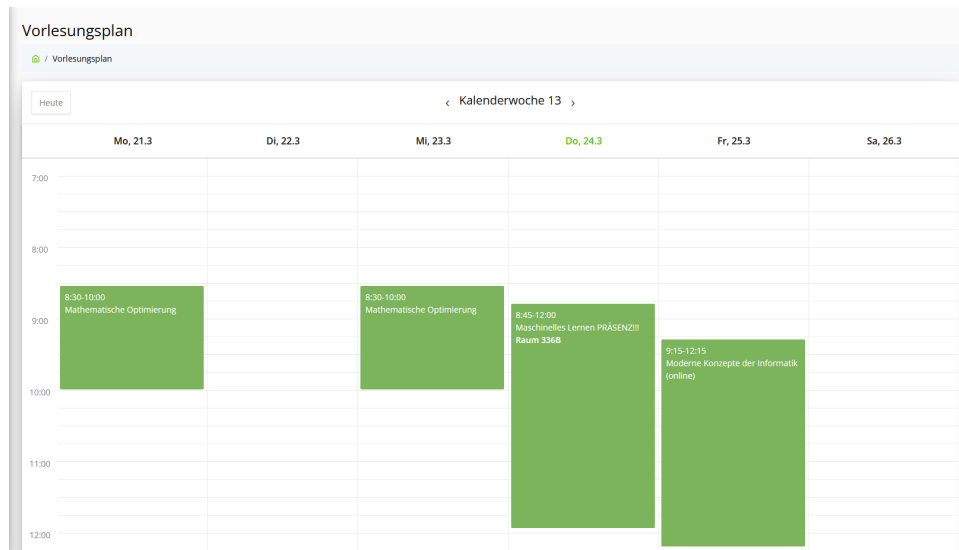 Vorlesungsplan
/ Vorlesungsplan
Heute
‹ Kalenderwoche 13 ›
Mo, 21.3
Di, 22.3
Mi, 23.3
Do, 24.3
Fr, 25.3
Sa, 26.3
7:00
8:00
8:30-10:00
Mathematische Optimierung
8:30-10:00
Mathematische Optimierung
8:45-12:00
Maschinelles Lernen PRÄSENZ!!!
Raum 336B
9:00
9:15-12:15
Moderne Konzepte der Informatik
(online)
10:00
11:00
12:00